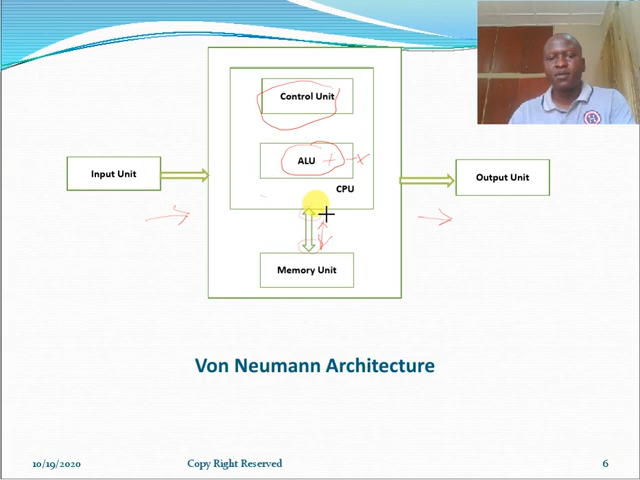 Control Unit
ALU + - x
CPU
Input Unit
Output Unit
Memory Unit
Von Neumann Architecture
10/19/2020
Copy Right Reserved
6